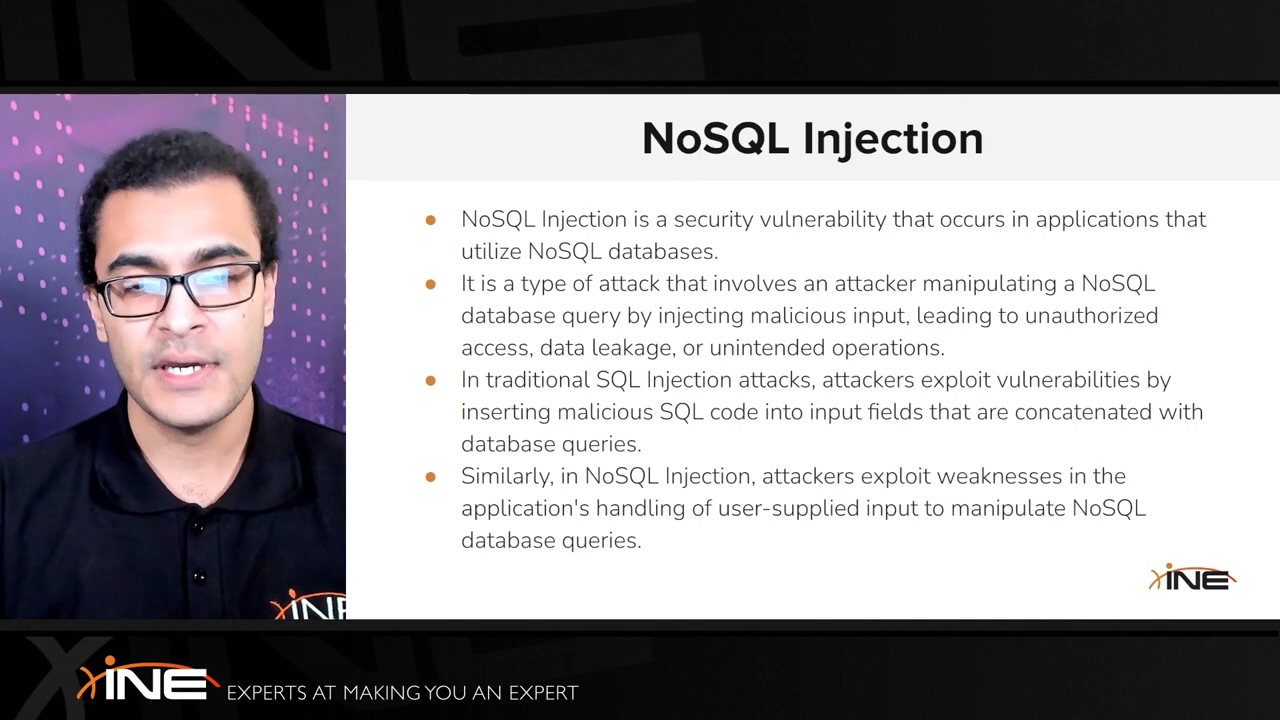 NoSQL Injection
● NoSQL Injection is a security vulnerability that occurs in applications that
utilize NoSQL databases.
● It is a type of attack that involves an attacker manipulating a NoSQL
database query by injecting malicious input, leading to unauthorized
access, data leakage, or unintended operations.
● In traditional SQL Injection attacks, attackers exploit vulnerabilities by
inserting malicious SQL code into input fields that are concatenated with
database queries.
● Similarly, in NoSQL Injection, attackers exploit weaknesses in the
application's handling of user-supplied input to manipulate NoSQL
database queries.
iNE
iNE
iNE EXPERTS AT MAKING YOU AN EXPERT